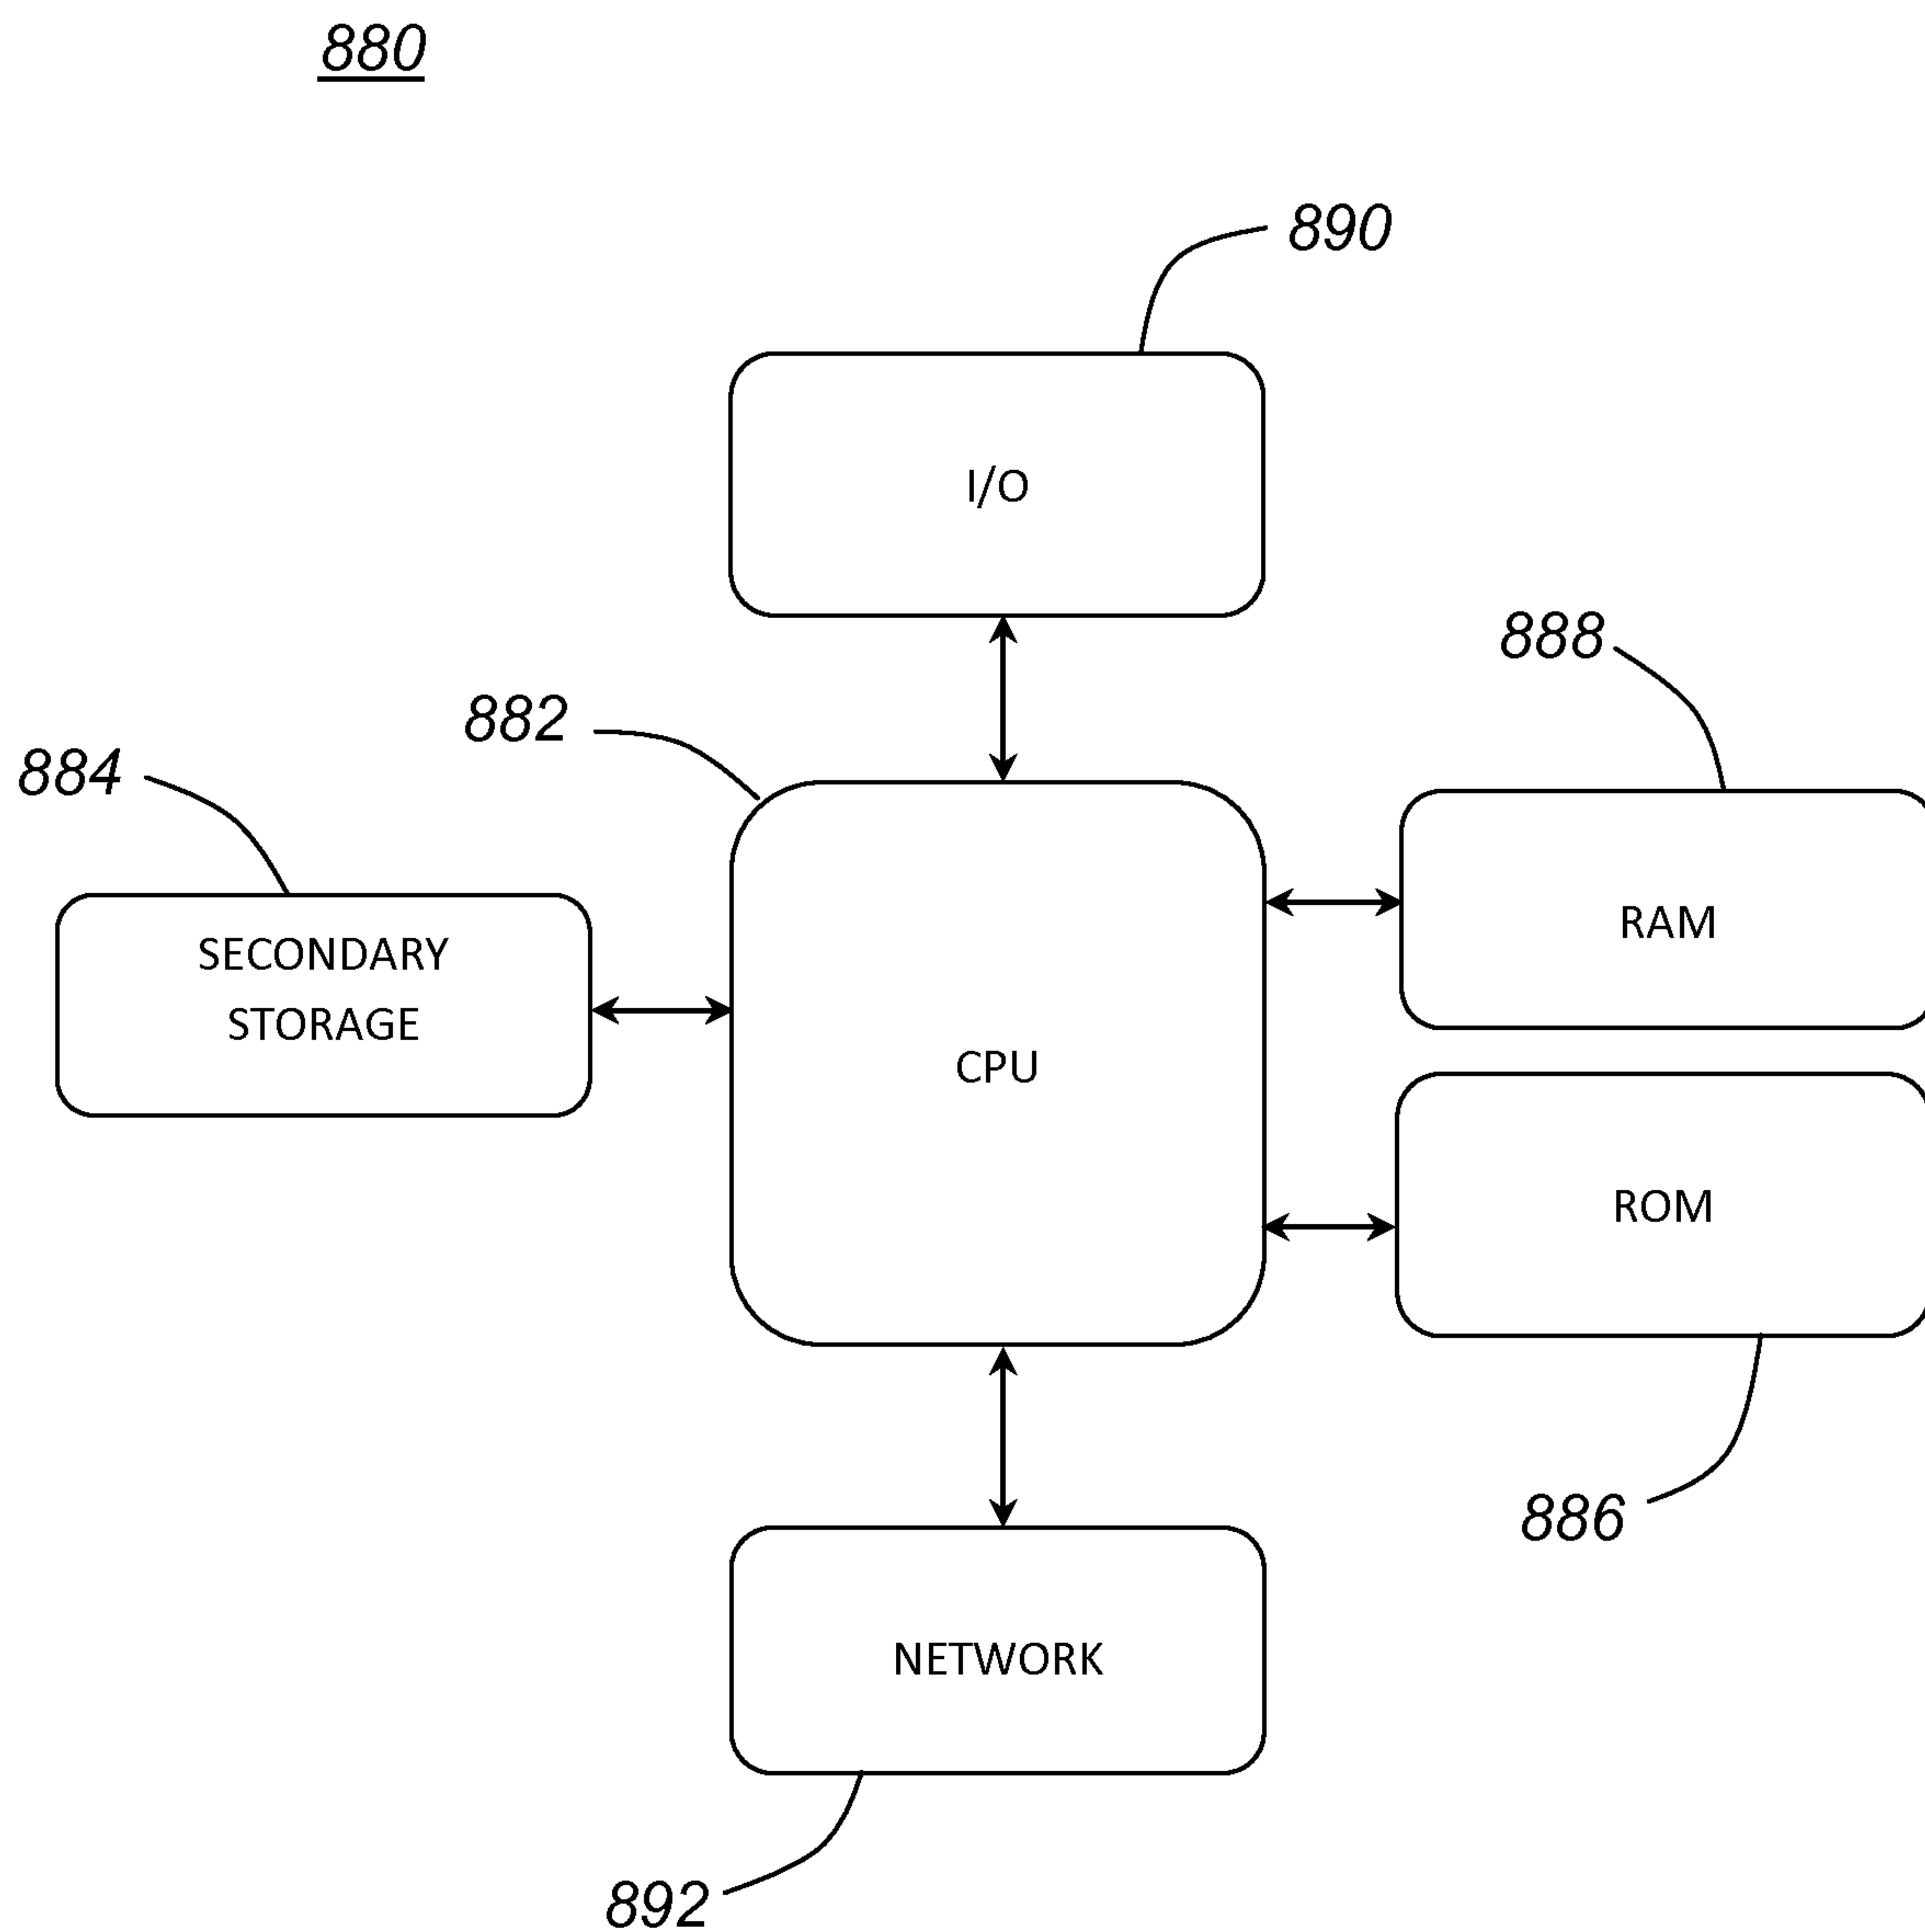 880
890
I/O
888
882
884
RAM
SECONDARY
STORAGE
CPU
ROM
886
NETWORK
892